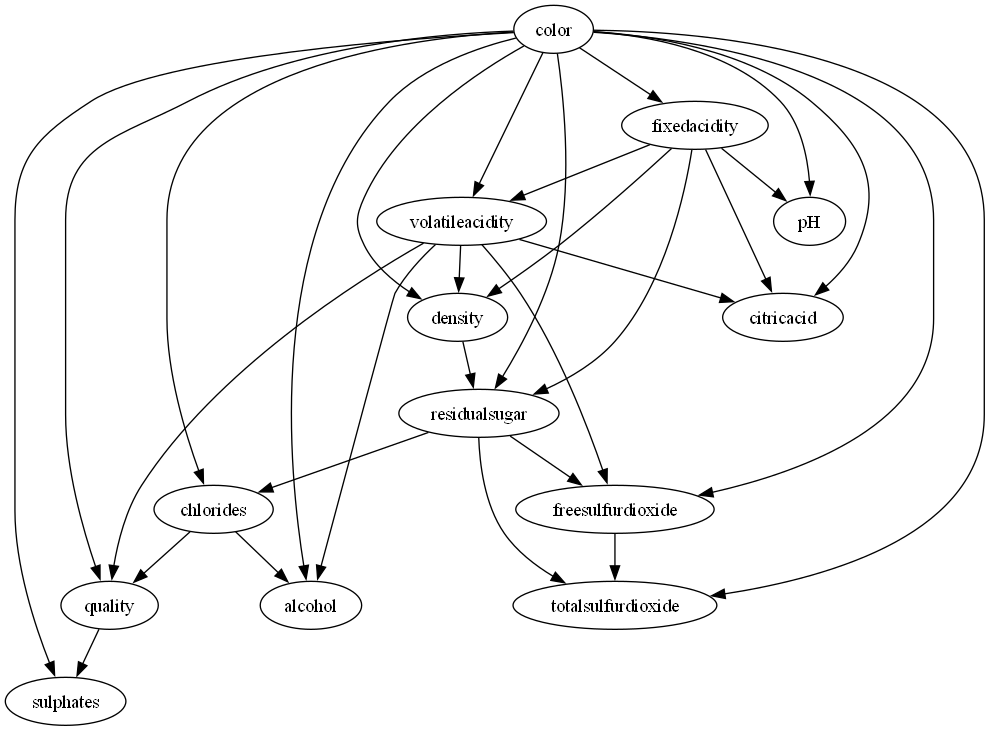 color
fixedacidity
volatileacidity
pH
density
citricacid
residualsugar
chlorides
freesulfurdioxide
quality
alcohol
totalsulfurdioxide
sulphates